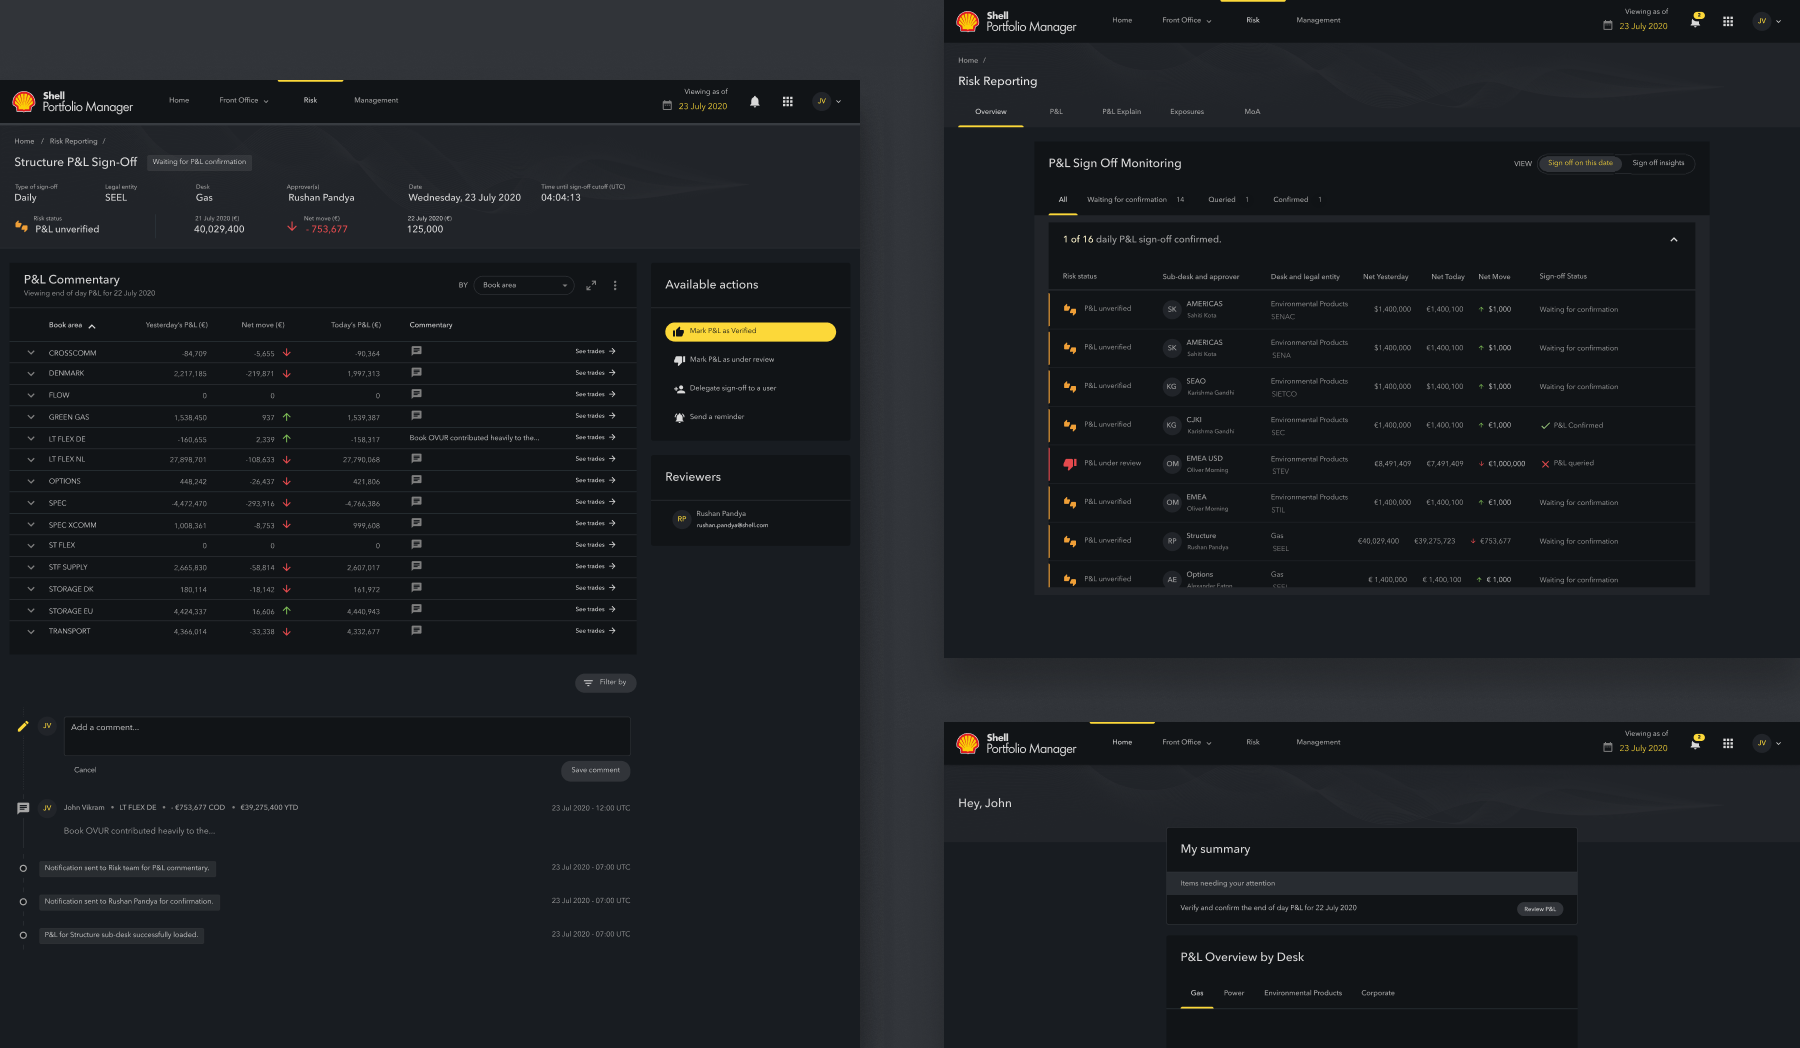 Shell
Portfolio Manager
Home
Front Office
Risk
Management
Viewing as of
23 July 2020
JV
Home / Risk Reporting /
Structure P&L Sign-Off
Waiting for P&L confirmation
Type of sign-off
Legal entity
Desk
Approver(s)
Date
Time until sign-off cutoff (UTC)
Daily
SEEL
Gas
Rushan Pandya
Wednesday, 23 July 2020
04:04:13
Risk status
21 July 2020 (€)
Net move (€)
22 July 2020 (€)
P&L unverified
40,029,400
- 753,677
125,000
P&L Commentary
Viewing end of day P&L for 22 July 2020
BY
Book area
Book area
Yesterday's P&L (€)
Net move (€)
Today's P&L (€)
Commentary
CROSSCOMM -84,709 -5,655 -90,364 See trades
DENMARK 2,217,185 -219,871 1,997,313 See trades
FLOW 0 0 0 See trades
GREEN GAS 1,538,450 937 1,539,387 See trades
LT FLEX DE -160,655 2,339 -158,317 Book OVUR contributed heavily to the... See trades
LT FLEX NL 27,898,701 -108,633 27,790,068 See trades
OPTIONS 448,242 -26,437 421,806 See trades
SPEC -4,472,470 -293,916 -4,766,386 See trades
SPEC XCOMM 1,008,361 -8,753 999,608 See trades
ST FLEX 0 0 0 See trades
STF SUPPLY 2,665,830 -58,814 2,607,017 See trades
STORAGE DK 180,114 -18,142 161,972 See trades
STORAGE EU 4,424,337 16,606 4,440,943 See trades
TRANSPORT 4,366,014 -33,338 4,332,677 See trades
Available actions
Mark P&L as Verified
Mark P&L as under review
Delegate sign-off to a user
Send a reminder
Reviewers
RP
Rushan Pandya
rushan.pandya@shell.com
Filter by
JV
Add a comment...
Cancel
Save comment
JV
John Vikram • LT FLEX DE • - €753,677 COD • €39,275,400 YTD
23 Jul 2020 - 12:00 UTC
Book OVUR contributed heavily to the...
Notification sent to Risk team for P&L commentary.
23 Jul 2020 - 07:00 UTC
Notification sent to Rushan Pandya for confirmation.
23 Jul 2020 - 07:00 UTC
P&L for Structure sub-desk successfully loaded.
23 Jul 2020 - 07:00 UTC
Shell
Portfolio Manager
Home
Front Office
Risk
Management
Viewing as of
23 July 2020
2
JV
Home /
Risk Reporting
Overview
P&L
P&L Explain
Exposures
MoA
P&L Sign Off Monitoring
VIEW
Sign off on this date
Sign off insights
All
Waiting for confirmation 14
Queried 1
Confirmed 1
1 of 16 daily P&L sign-off confirmed.
Risk status
Sub-desk and approver
Desk and legal entity
Net Yesterday
Net Today
Net Move
Sign-off Status
P&L unverified SK AMERICAS Environmental Products $1,400,000 €1,400,100 $1,000 Waiting for confirmation
Sahiti Kota SENAC
P&L unverified SK AMERICAS Environmental Products $1,400,000 €1,400,100 $1,000 Waiting for confirmation
Sahiti Kota SENA
P&L unverified KG SEAO Environmental Products $1,400,000 $1,400,100 $1,000 Waiting for confirmation
Karishma Gandhi SIETCO
P&L unverified KG CJKI Environmental Products €1,400,000 €1,400,100 €1,000 P&L Confirmed
Karishma Gandhi SEC
P&L under review OM EMEA USD Environmental Products €8,491,409 €7,491,409 €1,000,000 P&L queried
Oliver Morning STEV
P&L unverified OM EMEA Environmental Products €1,400,000 €1,400,100 €1,000 Waiting for confirmation
Oliver Morning STIL
P&L unverified RP Structure Gas €40,029.400 €39,275,723 €753,677 Waiting for confirmation
Rushan Pandya SEEL
P&L unverified AE Options Gas € 1,400,000 € 1,400,100 € 1,000 Waiting for confirmation
Alexander Eaton SEEL
Shell
Portfolio Manager
Home
Front Office
Risk
Management
Viewing as of
23 July 2020
2
JV
Hey, John
My summary
Items needing your attention
Verify and confirm the end of day P&L for 22 July 2020
Review P&L
P&L Overview by Desk
Gas
Power
Environmental Products
Corporate